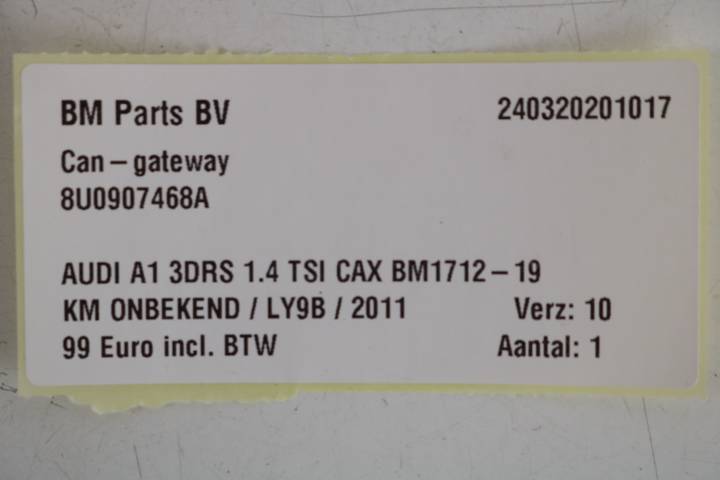 BM Parts BV 240320201017
Can-gateway
8U0907468A
AUDI A1 3DRS 1.4 TSI CAX BM1712-19
KM ONBEKEND / LY9B / 2011 Verz: 10
99 Euro incl. BTW Aantal: 1